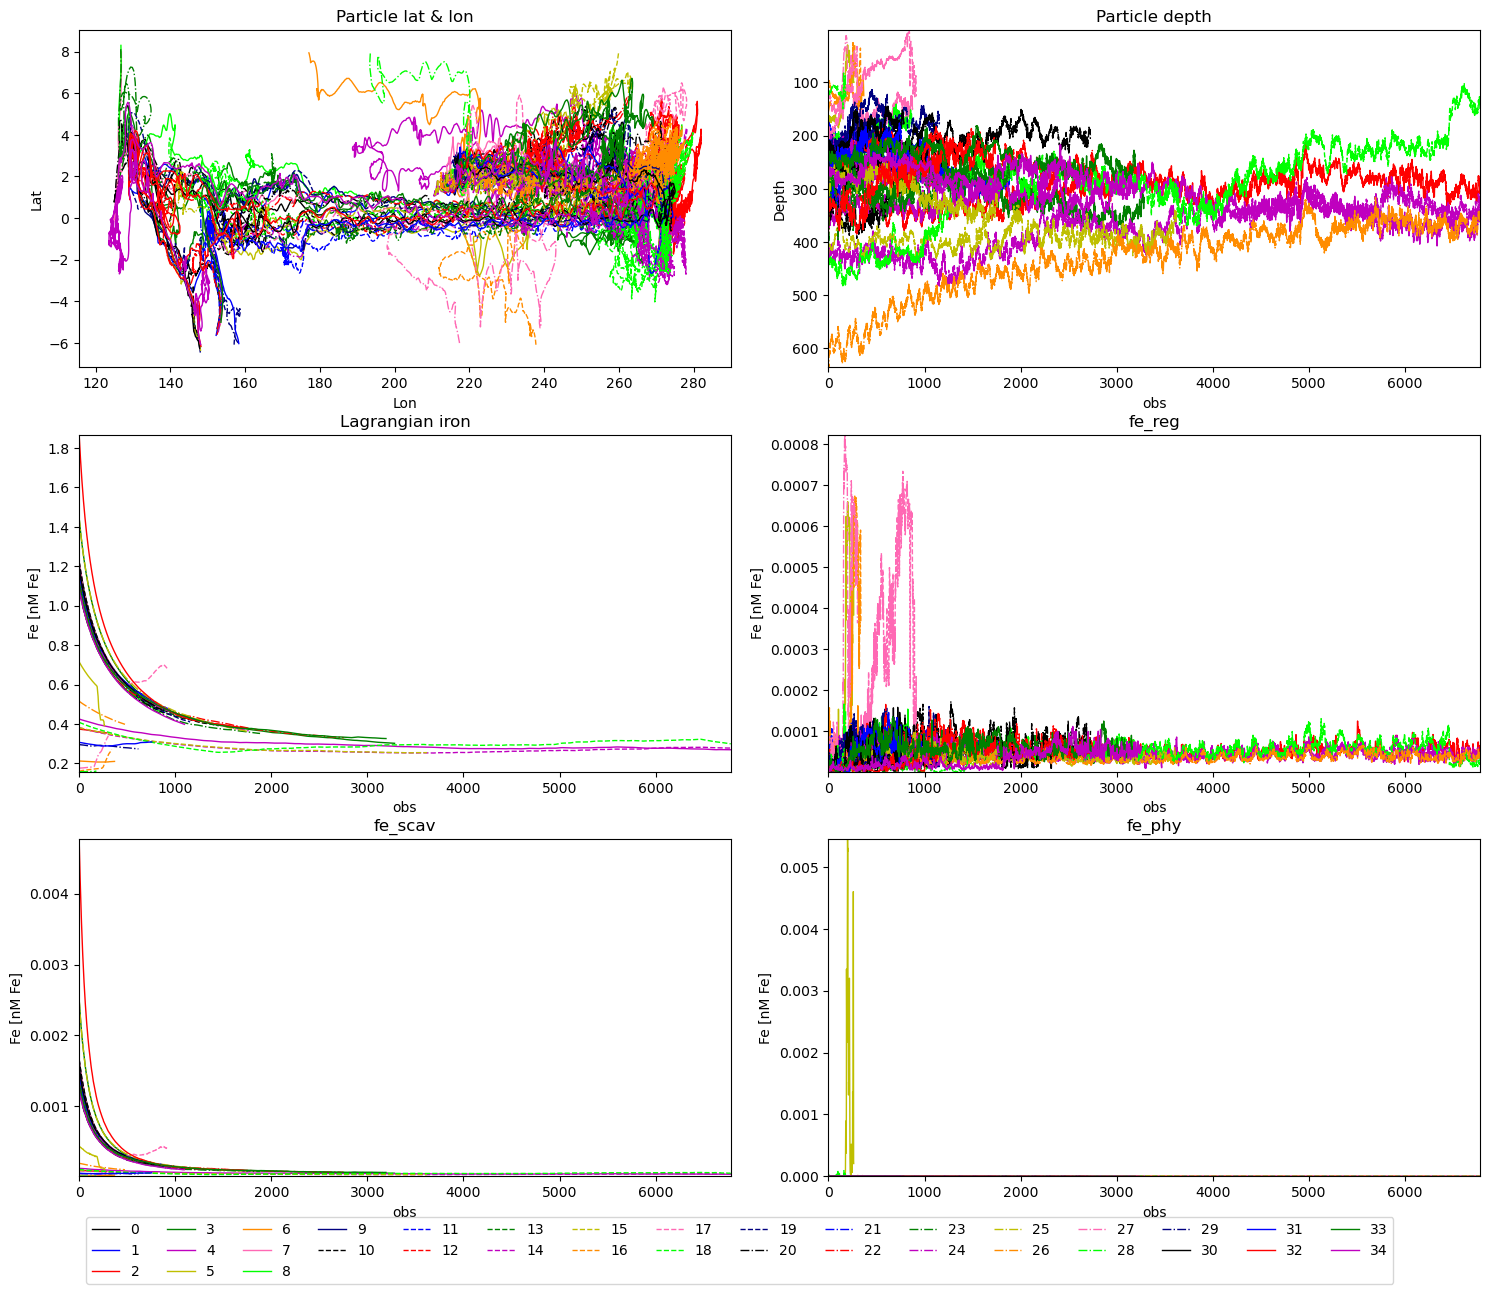 Particle lat & lon
Lat
8
6
4
2
0
−2
−4
−6
120 140 160 180 200 220 240 260 280
Lon
Particle depth
Depth
100
200
300
400
500
600
0 1000 2000 3000 4000 5000 6000
obs
Lagrangian iron
Fe [nM Fe]
1.8
1.6
1.4
1.2
1.0
0.8
0.6
0.4
0.2
0 1000 2000 3000 4000 5000 6000
obs
fe_reg
Fe [nM Fe]
0.0008
0.0007
0.0006
0.0005
0.0004
0.0003
0.0002
0.0001
0 1000 2000 3000 4000 5000 6000
obs
fe_scav
Fe [nM Fe]
0.004
0.003
0.002
0.001
0 1000 2000 3000 4000 5000 6000
obs
fe_phy
Fe [nM Fe]
0.005
0.004
0.003
0.002
0.001
0.000
0 1000 2000 3000 4000 5000 6000
obs
0 3 6 9 11 13 15 17 19 21 23 25 27 29 31 33
1 4 7 10 12 14 16 18 20 22 24 26 28 30 32 34
2 5 8